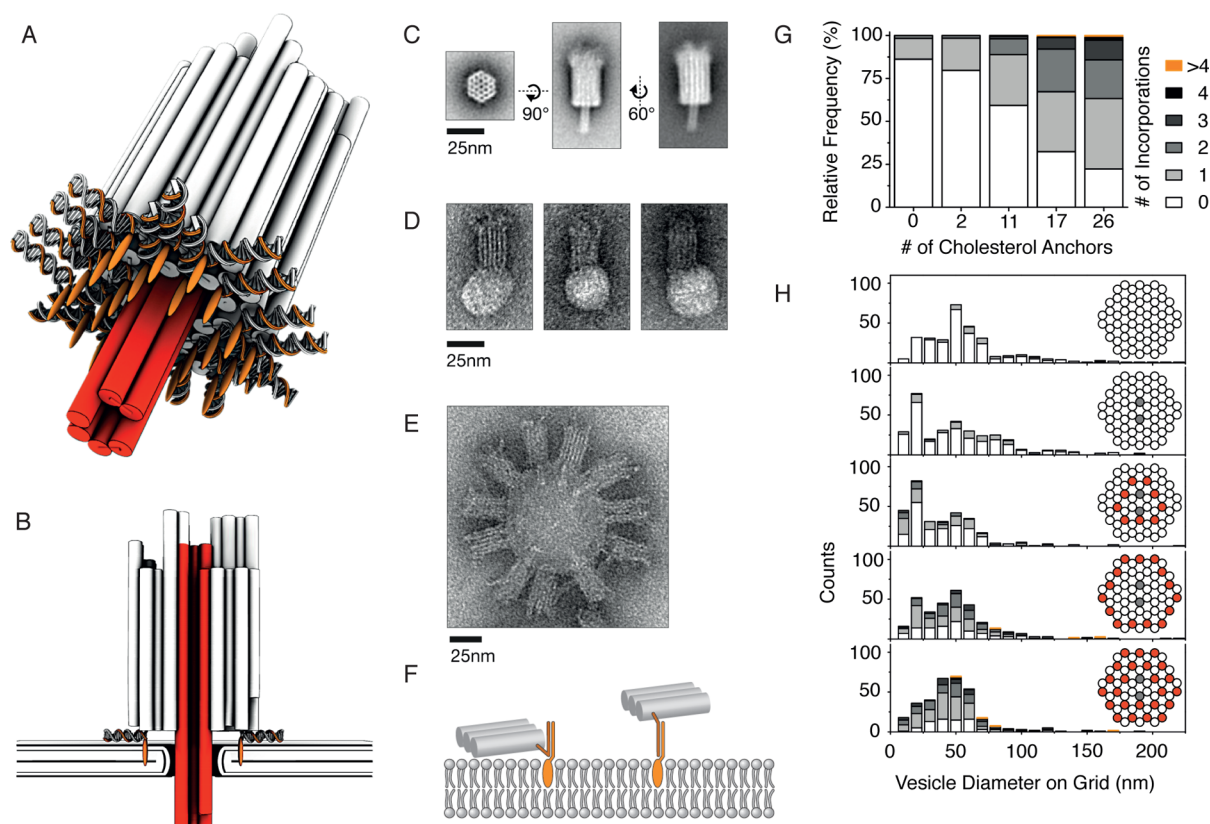 A
B
C
90°
60°
25nm
D
25nm
E
25nm
F
G
Relative Frequency (%)
100
75
50
25
0
0 2 11 17 26
# of Cholesterol Anchors
# of Incorporations
>4
4
3
2
1
0
H
Counts
100
50
100
50
100
50
100
50
100
50
0
0 50 100 150 200
Vesicle Diameter on Grid (nm)